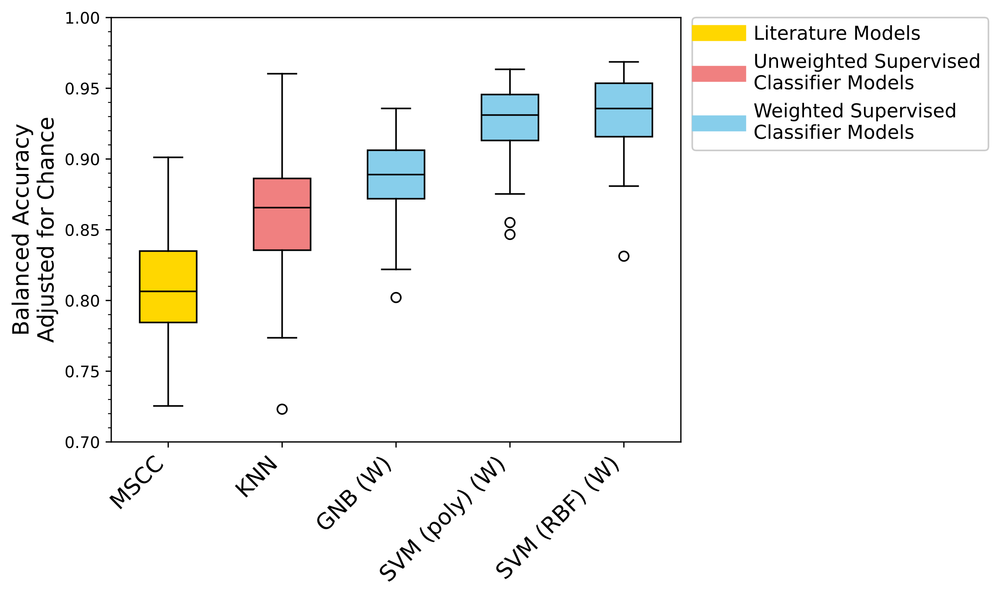 Balanced Accuracy
Adjusted for Chance
1.00
0.95
0.90
0.85
0.80
0.75
0.70
MSCC
KNN
GNB (W)
SVM (poly) (W)
SVM (RBF) (W)
Literature Models
Unweighted Supervised
Classifier Models
Weighted Supervised
Classifier Models